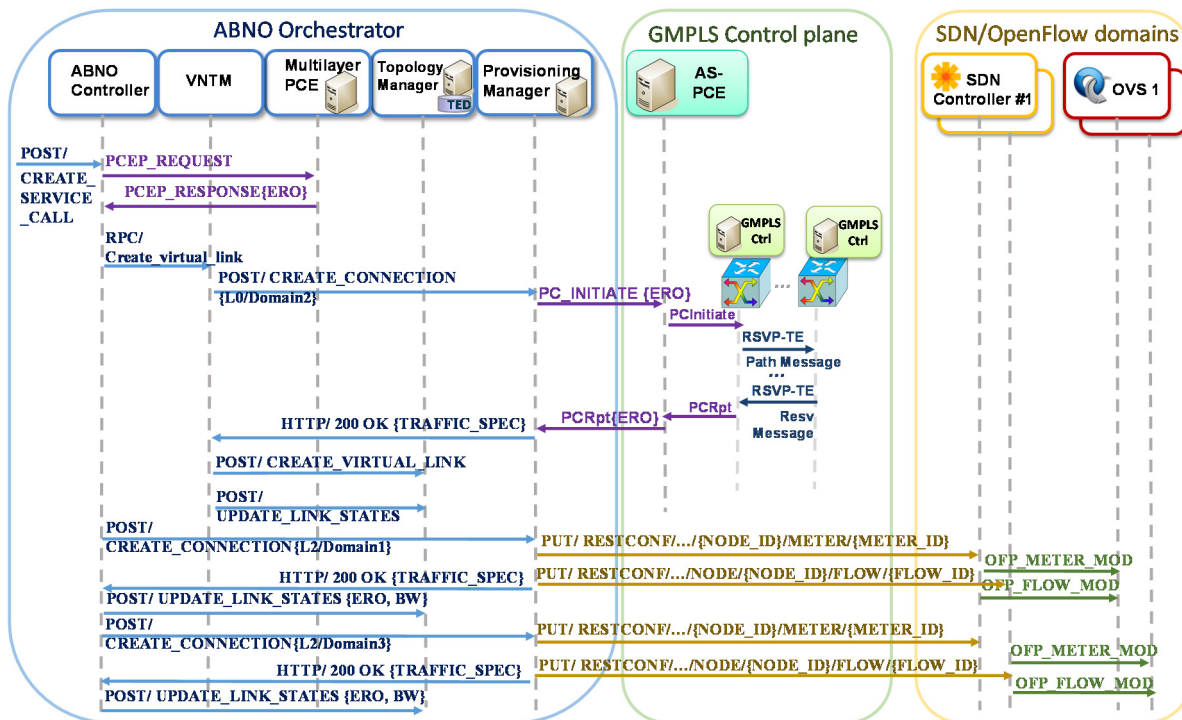 ABNO Orchestrator
GMPLS Control plane
SDN/OpenFlow domains
ABNO
Controller
VNTM
Multilayer
PCE
Topology
Manager
TED
Provisioning
Manager
AS-
PCE
SDN
Controller #1
OVS 1
POST/
CREATE_
SERVICE
_CALL
PCEP_REQUEST
PCEP_RESPONSE{ERO}
RPC/
Create_virtual_link
POST/ CREATE_CONNECTION
{L0/Domain2}
PC_INITIATE {ERO}
GMPLS
Ctrl
GMPLS
Ctrl
...
PCInitiate
RSVP-TE
Path Message
...
RSVP-TE
Resv
Message
PCRpt
PCRpt{ERO}
HTTP/ 200 OK {TRAFFIC_SPEC}
POST/ CREATE_VIRTUAL_LINK
POST/
UPDATE_LINK_STATES
POST/
CREATE_CONNECTION{L2/Domain1}
PUT/ RESTCONF/.../{NODE_ID}/METER/{METER_ID}
OFP_METER_MOD
HTTP/ 200 OK {TRAFFIC_SPEC}
PUT/ RESTCONF/.../NODE/{NODE_ID}/FLOW/{FLOW_ID}
OFP_FLOW_MOD
POST/ UPDATE_LINK_STATES {ERO, BW}
POST/
CREATE_CONNECTION{L2/Domain3}
PUT/ RESTCONF/.../{NODE_ID}/METER/{METER_ID}
OFP_METER_MOD
HTTP/ 200 OK {TRAFFIC_SPEC}
PUT/ RESTCONF/.../NODE/{NODE_ID}/FLOW/{FLOW_ID}
OFP_FLOW_MOD
POST/ UPDATE_LINK_STATES {ERO, BW}